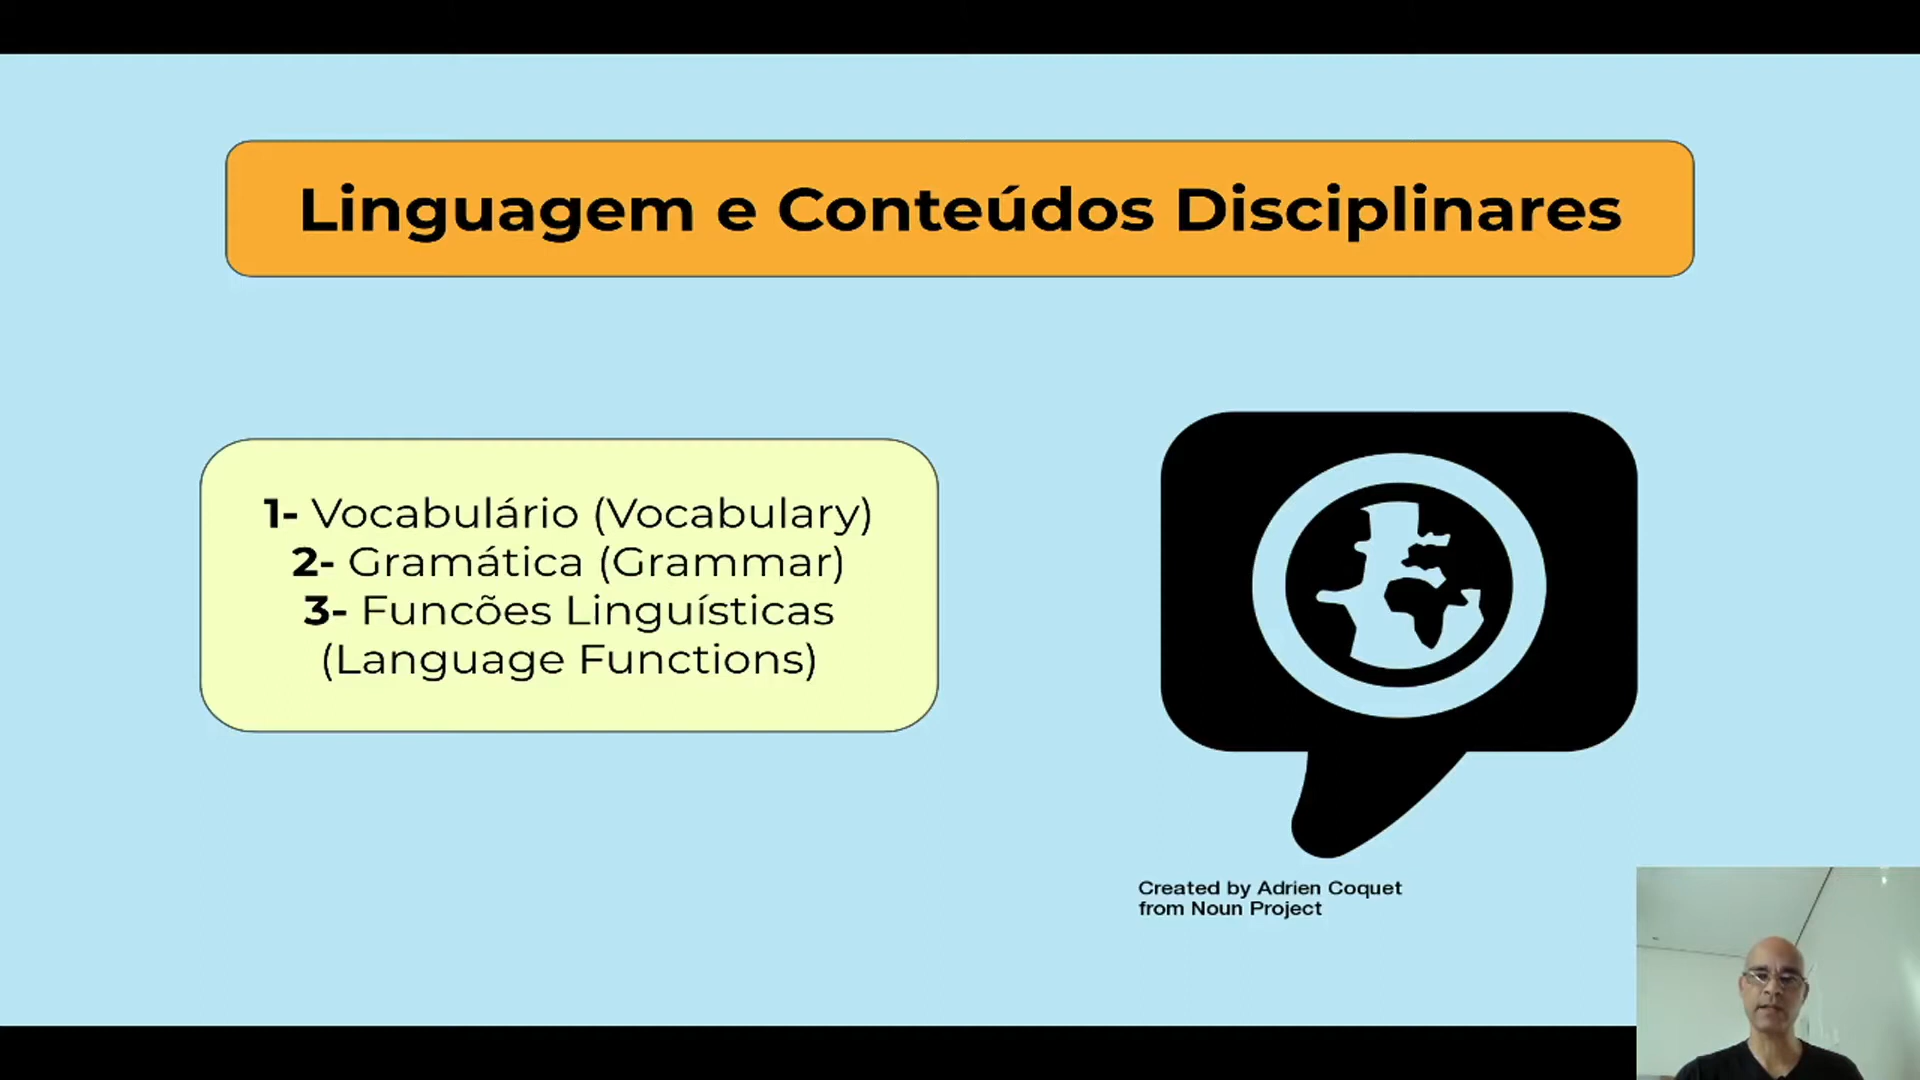 Linguagem e Conteúdos Disciplinares
1- Vocabulário (Vocabulary)
2- Gramática (Grammar)
3- Funcões Linguísticas
(Language Functions)
Created by Adrien Coquet
from Noun Project